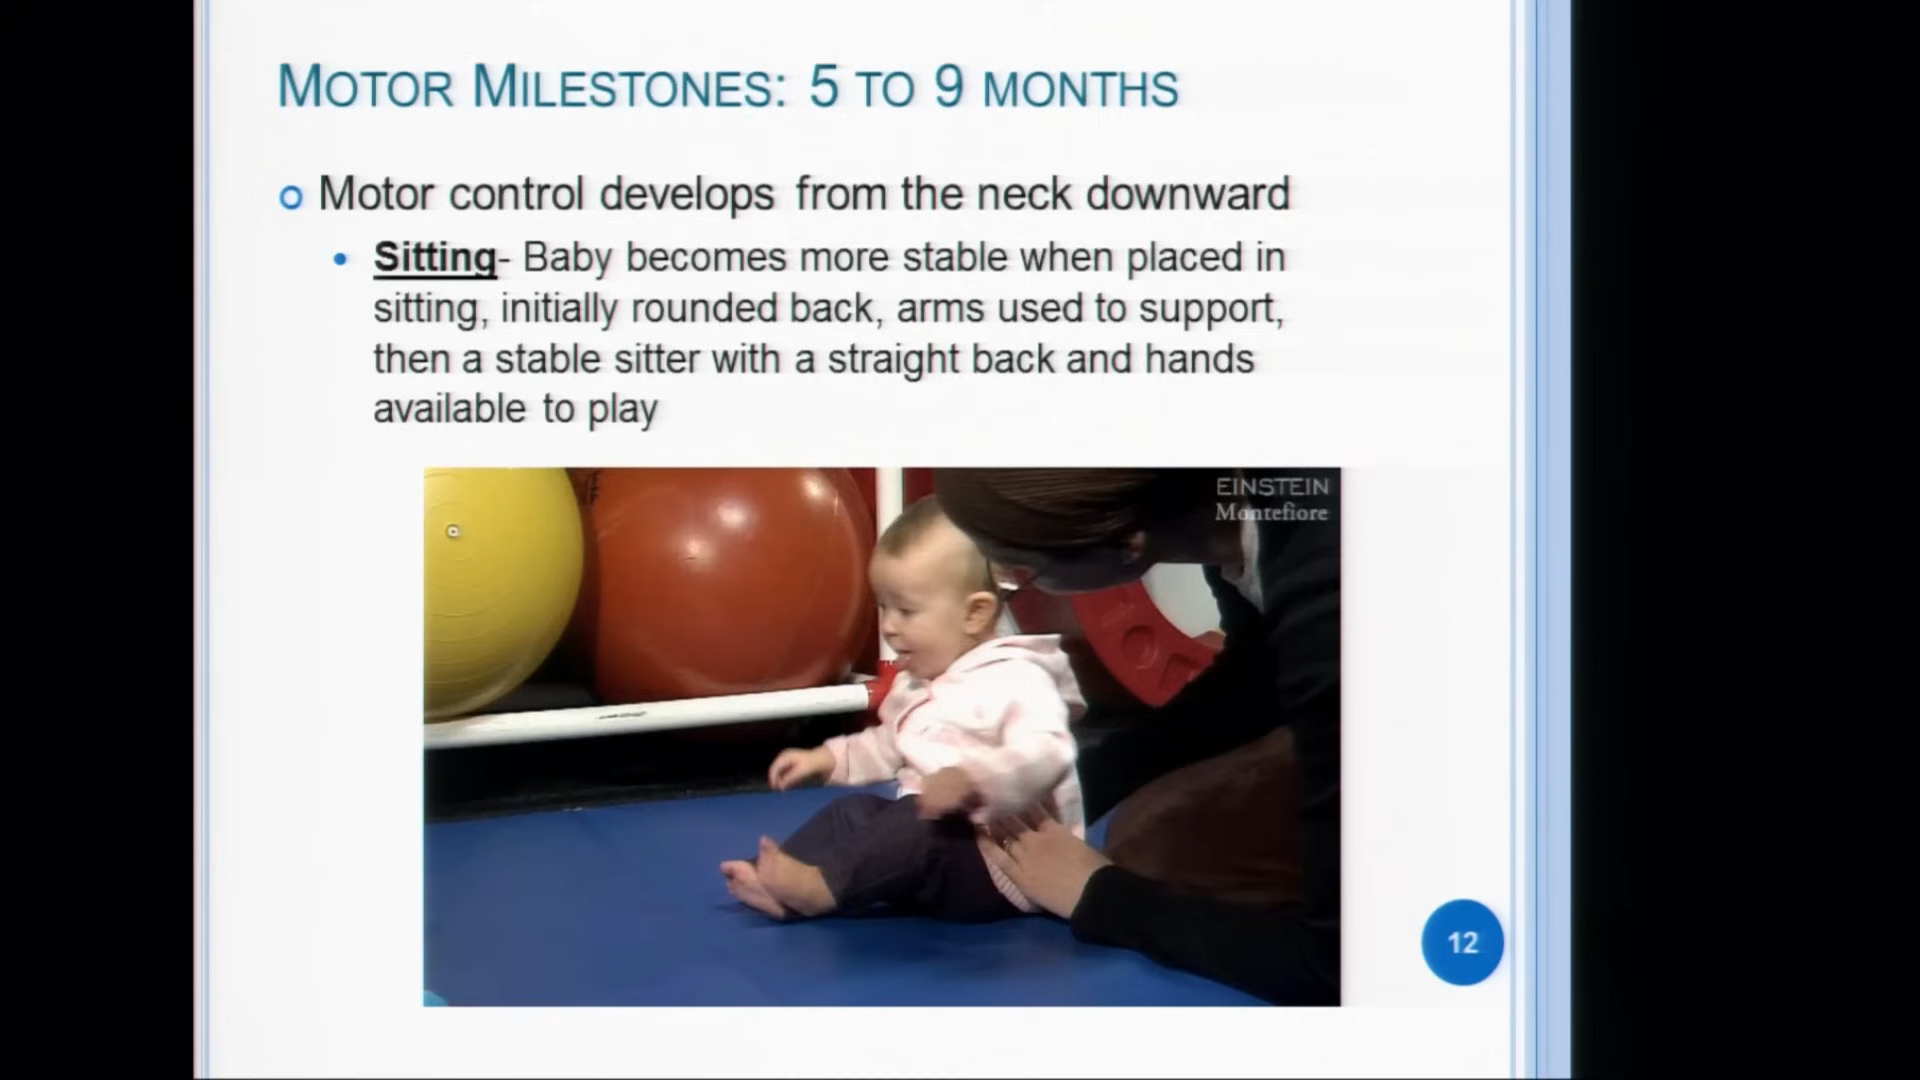 MOTOR MILESTONES: 5 TO 9 MONTHS
Motor control develops from the neck downward
Sitting- Baby becomes more stable when placed in
sitting, initially rounded back, arms used to support,
then a stable sitter with a straight back and hands
available to play
EINSTEIN
Montefiore
12